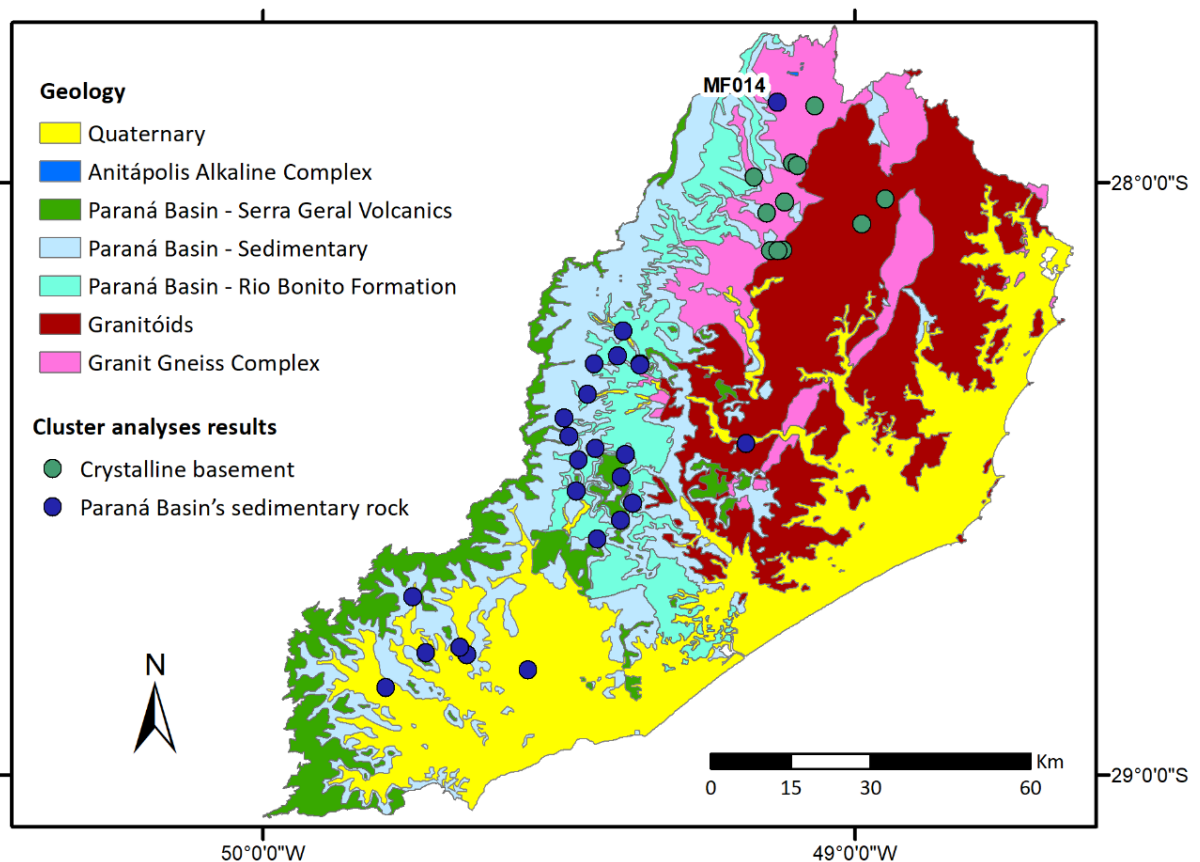 MF014
Geology
Quaternary
Anitápolis Alkaline Complex
Paraná Basin - Serra Geral Volcanics
Paraná Basin - Sedimentary
Paraná Basin - Rio Bonito Formation
Granitóids
Granit Gneiss Complex
Cluster analyses results
Crystalline basement
Paraná Basin's sedimentary rock
28°0'0"S
N
Km
0 15 30 60
29°0'0"S
50°0'0"W 49°0'0"W